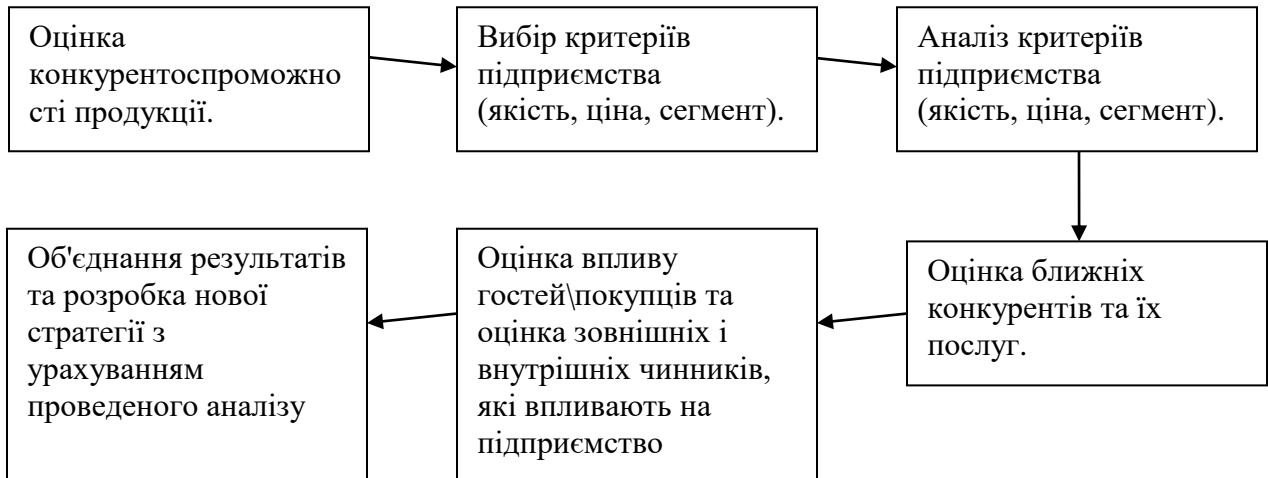 Оцінка
конкурентоспроможно
сті продукції.
Вибір критеріїв
підприємства
(якість, ціна, сегмент).
Аналіз критеріїв
підприємства
(якість, ціна, сегмент).
Оцінка ближніх
конкурентів та їх
послуг.
Оцінка впливу
гостей\покупців та
оцінка зовнішніх і
внутрішніх чинників,
які впливають на
підприємство
Об'єднання результатів
та розробка нової
стратегії з
урахуванням
проведеного аналізу